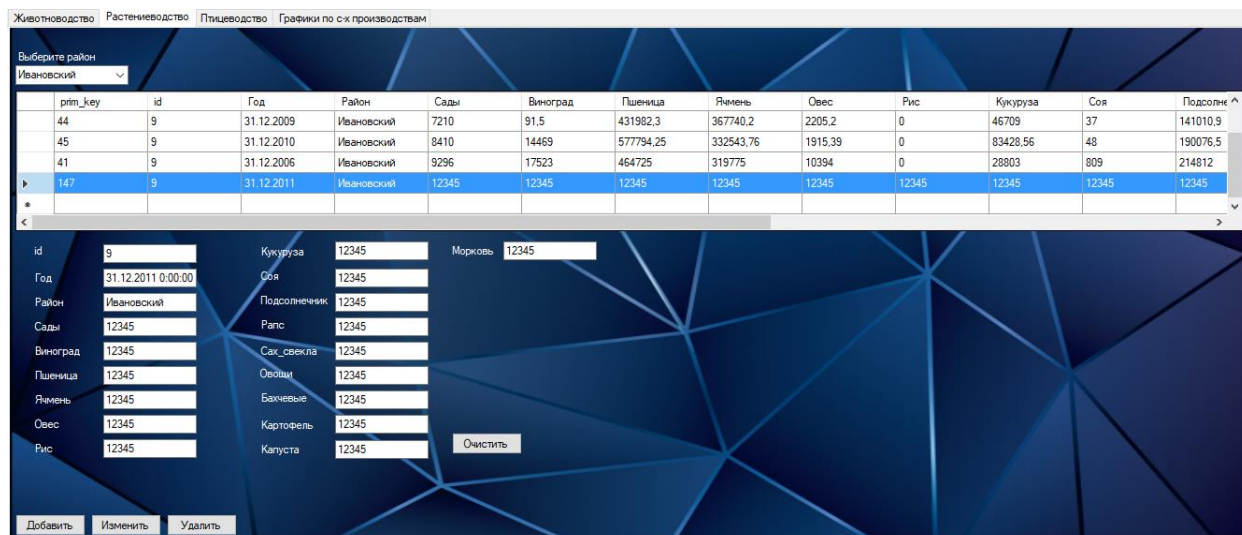 Животноводство Растениеводство Птицеводство Графики по с-х производствам
Выберите район
Ивановский
prim_key id Год Район Сады Виноград Пшеница Ячмень Овес Рис Кукуруза Соя Подсолне
44 9 31.12.2009 Ивановский 7210 91,5 431982,3 367740,2 2205,2 0 46709 37 141010,9
45 9 31.12.2010 Ивановский 8410 14469 577794,25 332543,76 1915,39 0 83428,56 48 190076,5
41 9 31.12.2006 Ивановский 9296 17523 464725 319775 10394 0 28803 809 214812
147 9 31.12.2011 Ивановский 12345 12345 12345 12345 12345 12345 12345 12345 12345
id 9 Кукуруза 12345 Морковь 12345
Год 31.12.2011 0:00:00 Соя 12345
Район Ивановский Подсолнечник 12345
Сады 12345 Рапс 12345
Виноград 12345 Сах_свекла 12345
Пшеница 12345 Овощи 12345
Ячмень 12345 Бахчевые 12345
Овес 12345 Картофель 12345
Рис 12345 Капуста 12345
Очистить
Добавить Изменить Удалить